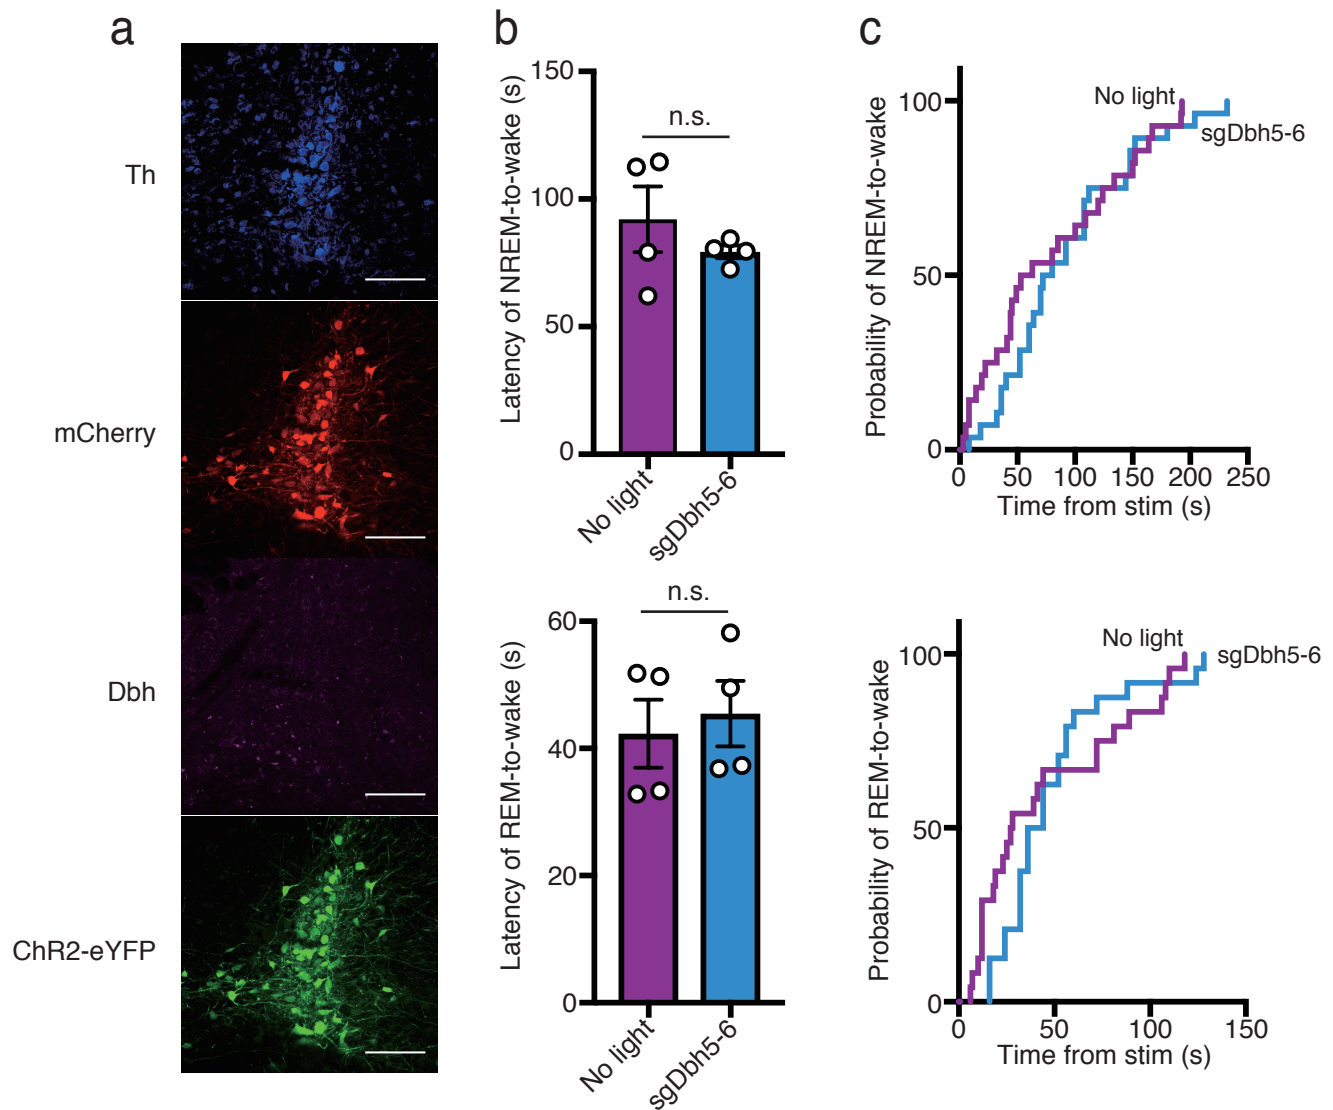 a
Th
mCherry
Dbh
ChR2-eYFP
b
Latency of NREM-to-wake (s)
150
100
50
0
n.s.
No light
sgDbh5-6
Latency of REM-to-wake (s)
60
40
20
0
n.s.
No light
sgDbh5-6
c
Probability of NREM-to-wake
100
50
0
No light
sgDbh5-6
0 50 100 150 200 250
Time from stim (s)
Probability of REM-to-wake
100
50
0
No light
sgDbh5-6
0 50 100 150
Time from stim (s)